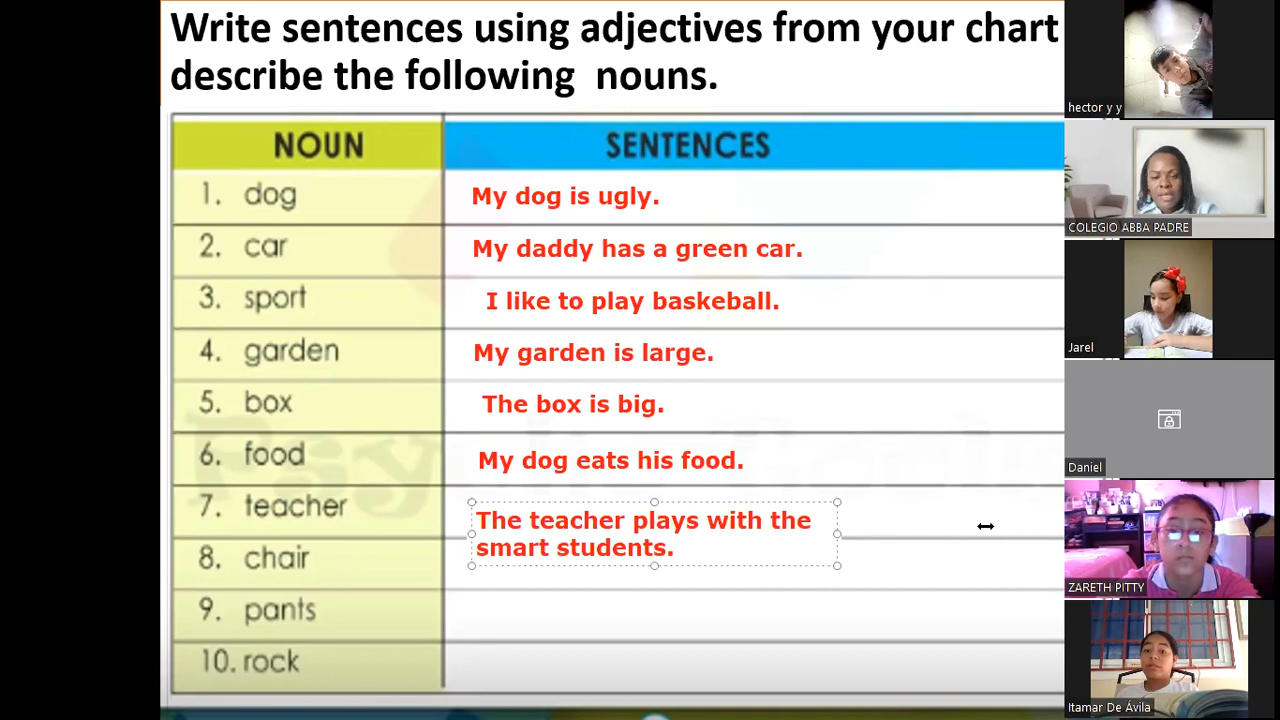 Write sentences using adjectives from your chart
describe the following nouns.
NOUN SENTENCES
1. dog My dog is ugly.
2. car My daddy has a green car.
3. sport I like to play baskeball.
4. garden My garden is large.
5. box The box is big.
6. food My dog eats his food.
7. teacher The teacher plays with the
smart students.
8. chair
9. pants
10. rock
hector y y
COLEGIO ABBA PADRE
Jarel
Daniel
ZARETH PITTY
Itamar De Ávila